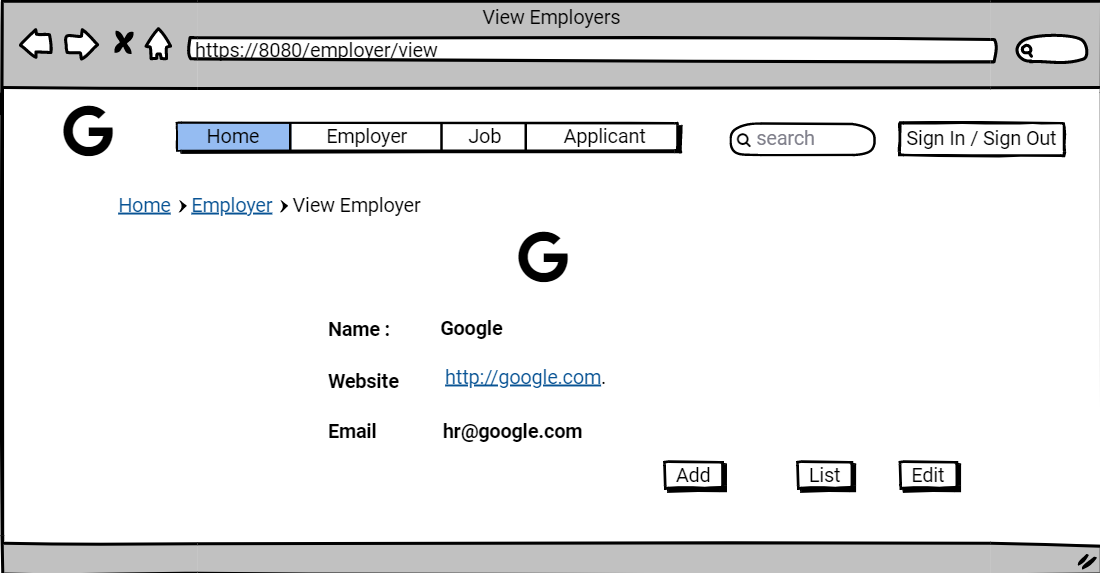 View Employers
https://8080/employer/view
G Home Employer Job Applicant search Sign In / Sign Out
Home › Employer › View Employer
G
Name : Google
Website http://google.com.
Email hr@google.com
Add List Edit